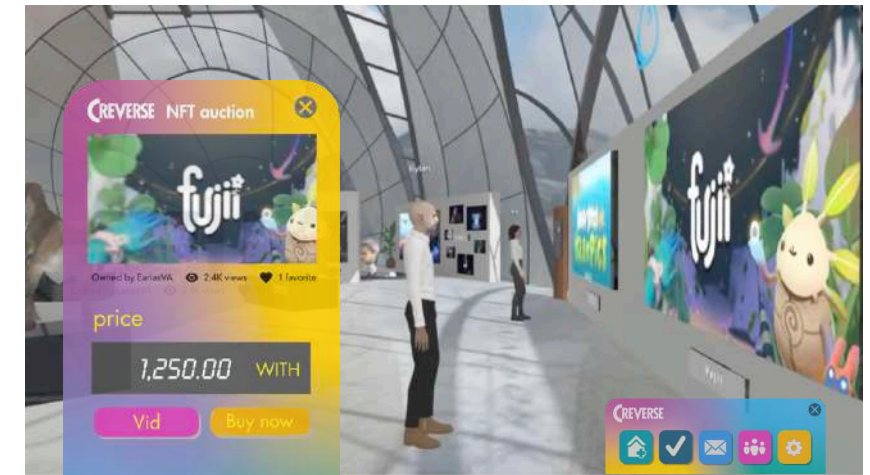 CREVERSE NFT auction
fujii
Owned by EariasVA 2.4K views 1 favorite
price
1,250.00 WITH
Vid Buy now
fujii
Fujii
CREVERSE